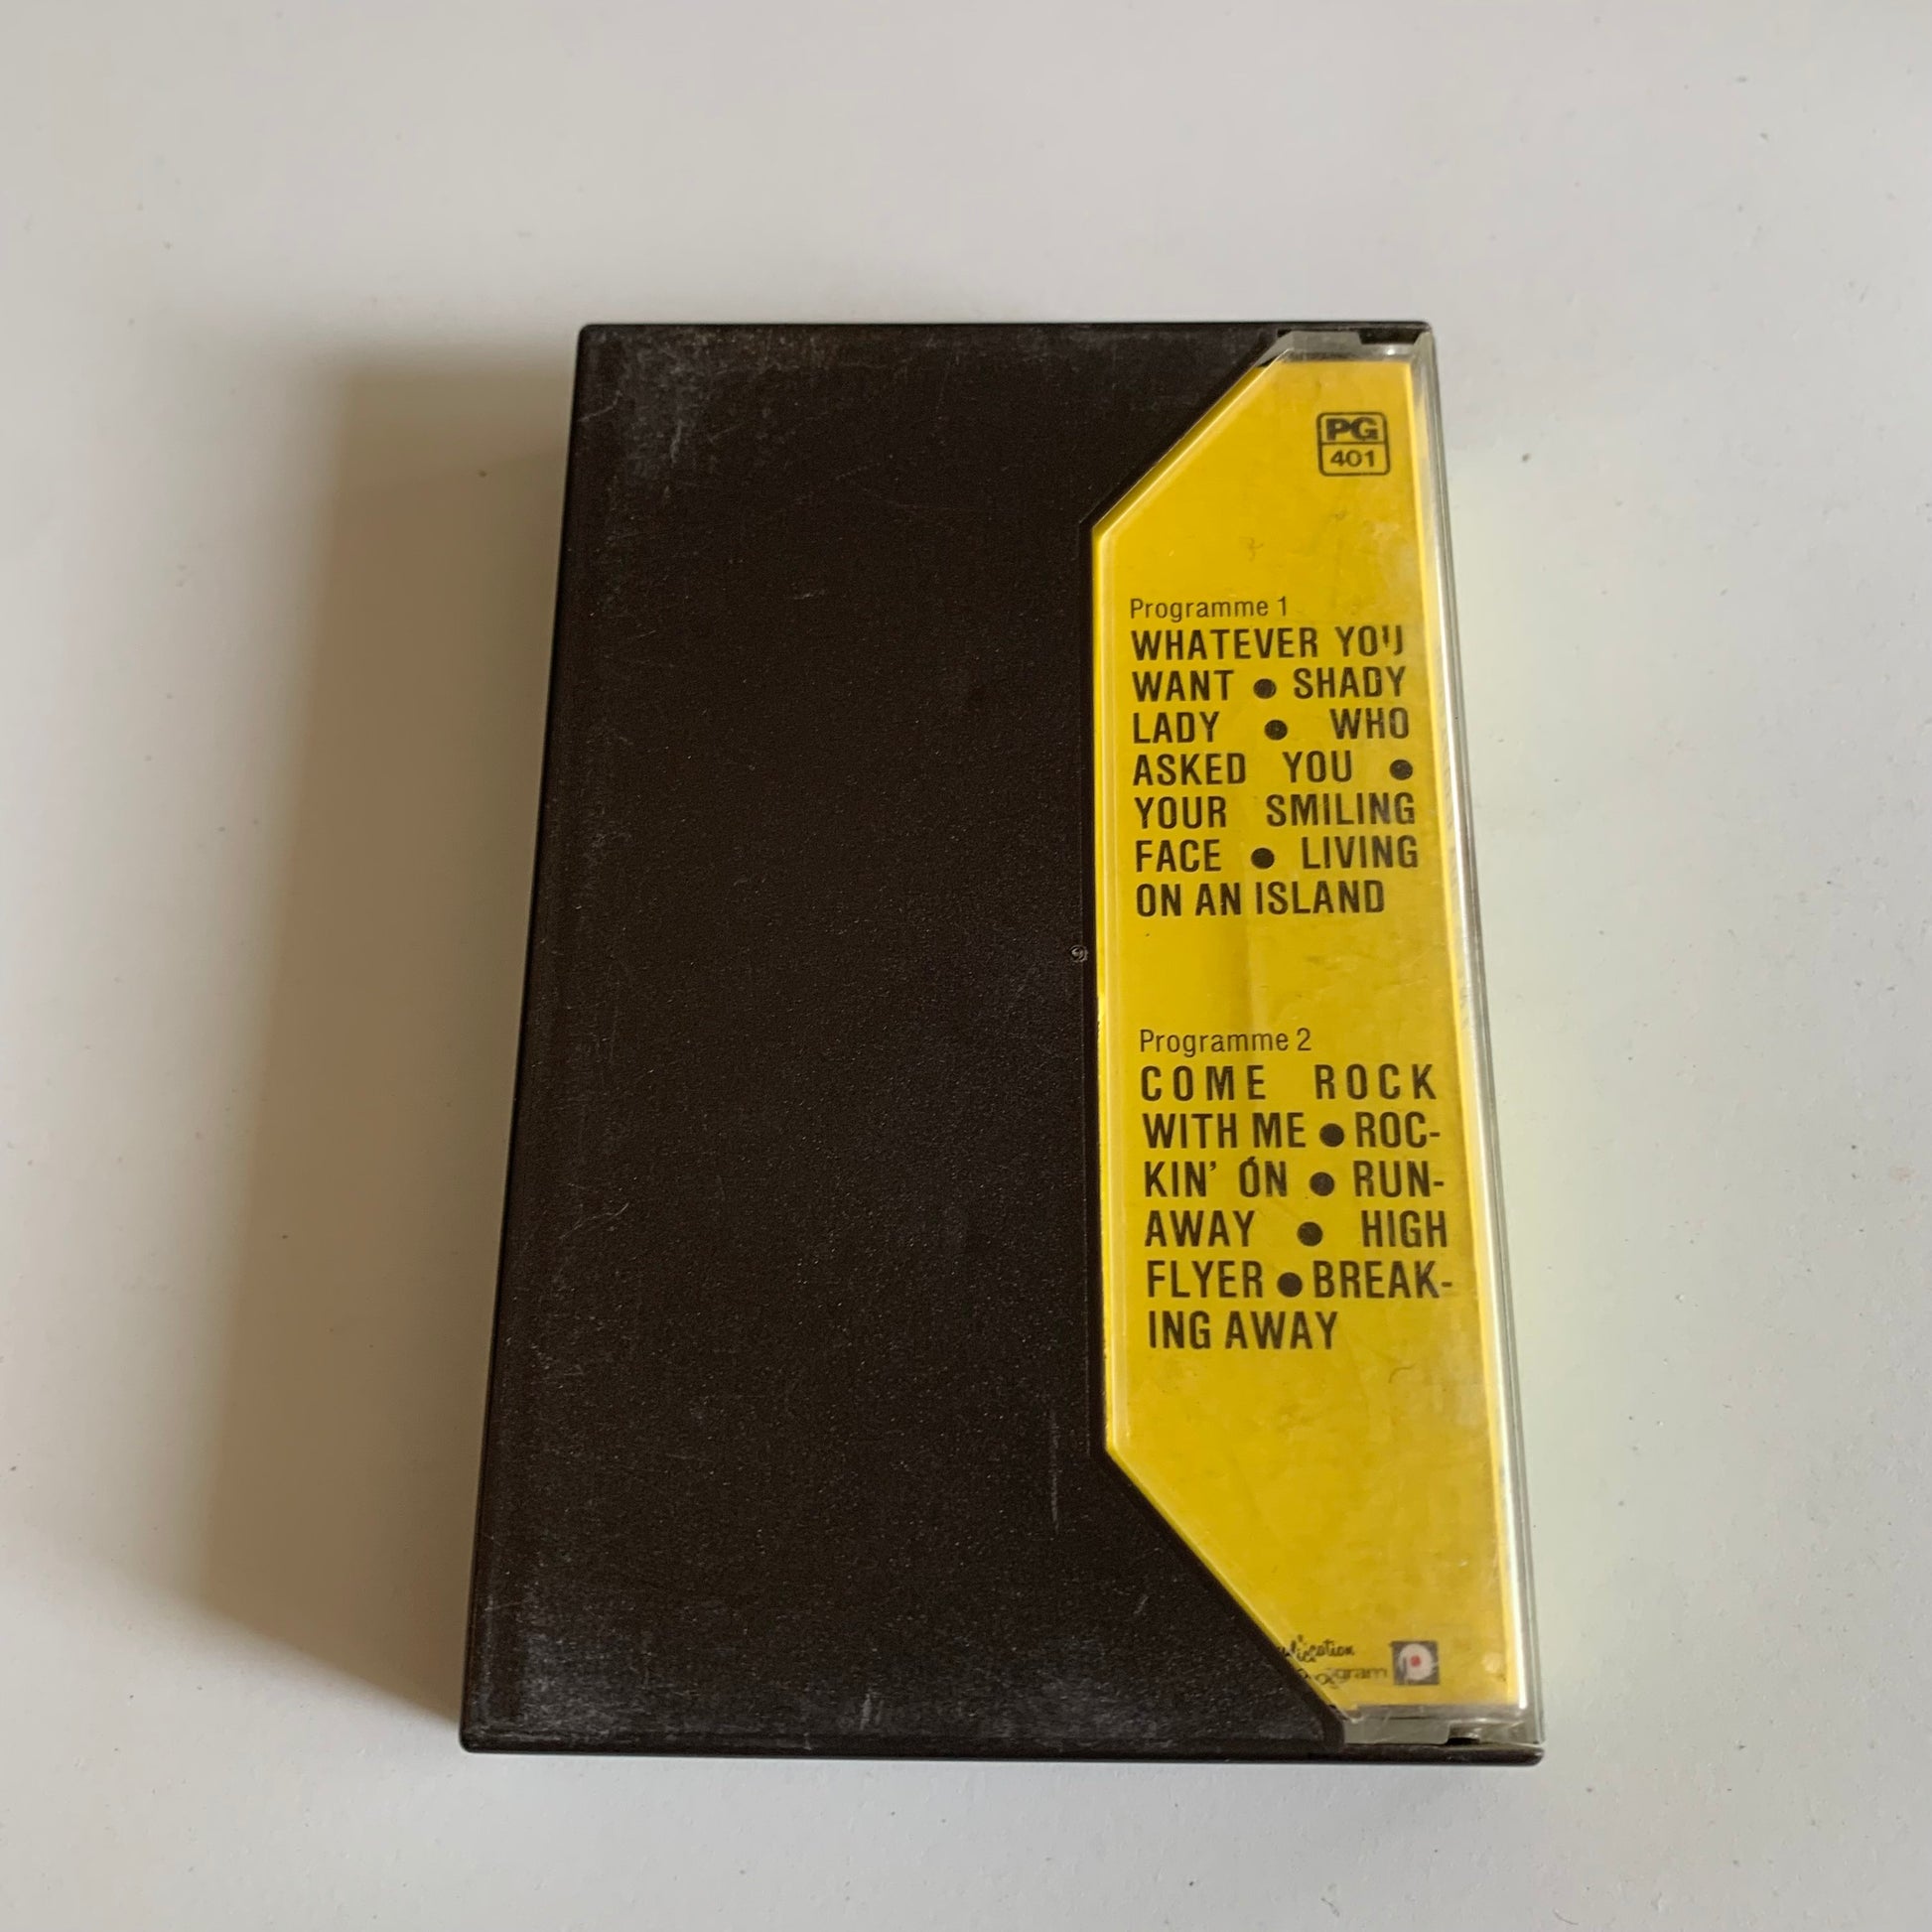 PG
401
Programme 1
WHATEVER YOU
WANT ● SHADY
LADY ● WHO
ASKED YOU ●
YOUR SMILING
FACE ● LIVING
ON AN ISLAND
Programme 2
COME ROCK
WITH ME ● ROC-
KIN' ON ● RUN-
AWAY ● HIGH
FLYER ● BREAK-
ING AWAY